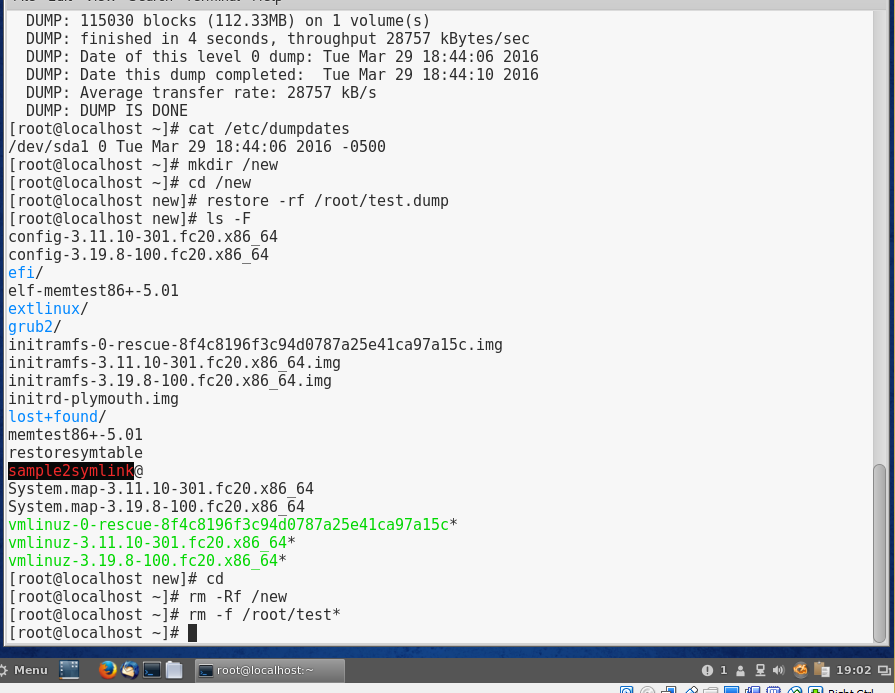 File Edit View Search Terminal Help
DUMP: 115030 blocks (112.33MB) on 1 volume(s)
DUMP: finished in 4 seconds, throughput 28757 kBytes/sec
DUMP: Date of this level 0 dump: Tue Mar 29 18:44:06 2016
DUMP: Date this dump completed:  Tue Mar 29 18:44:10 2016
DUMP: Average transfer rate: 28757 kB/s
DUMP: DUMP IS DONE
[root@localhost ~]# cat /etc/dumpdates
/dev/sda1 0 Tue Mar 29 18:44:06 2016 -0500
[root@localhost ~]# mkdir /new
[root@localhost ~]# cd /new
[root@localhost new]# restore -rf /root/test.dump
[root@localhost new]# ls -F
config-3.11.10-301.fc20.x86_64
config-3.19.8-100.fc20.x86_64
efi/
elf-memtest86+-5.01
extlinux/
grub2/
initramfs-0-rescue-8f4c8196f3c94d0787a25e41ca97a15c.img
initramfs-3.11.10-301.fc20.x86_64.img
initramfs-3.19.8-100.fc20.x86_64.img
initrd-plymouth.img
lost+found/
memtest86+-5.01
restoresymtable
sample2symlink@
System.map-3.11.10-301.fc20.x86_64
System.map-3.19.8-100.fc20.x86_64
vmlinuz-0-rescue-8f4c8196f3c94d0787a25e41ca97a15c*
vmlinuz-3.11.10-301.fc20.x86_64*
vmlinuz-3.19.8-100.fc20.x86_64*
[root@localhost new]# cd
[root@localhost ~]# rm -Rf /new
[root@localhost ~]# rm -f /root/test*
[root@localhost ~]#
Menu root@localhost:~ 1 19:02
Right Ctrl